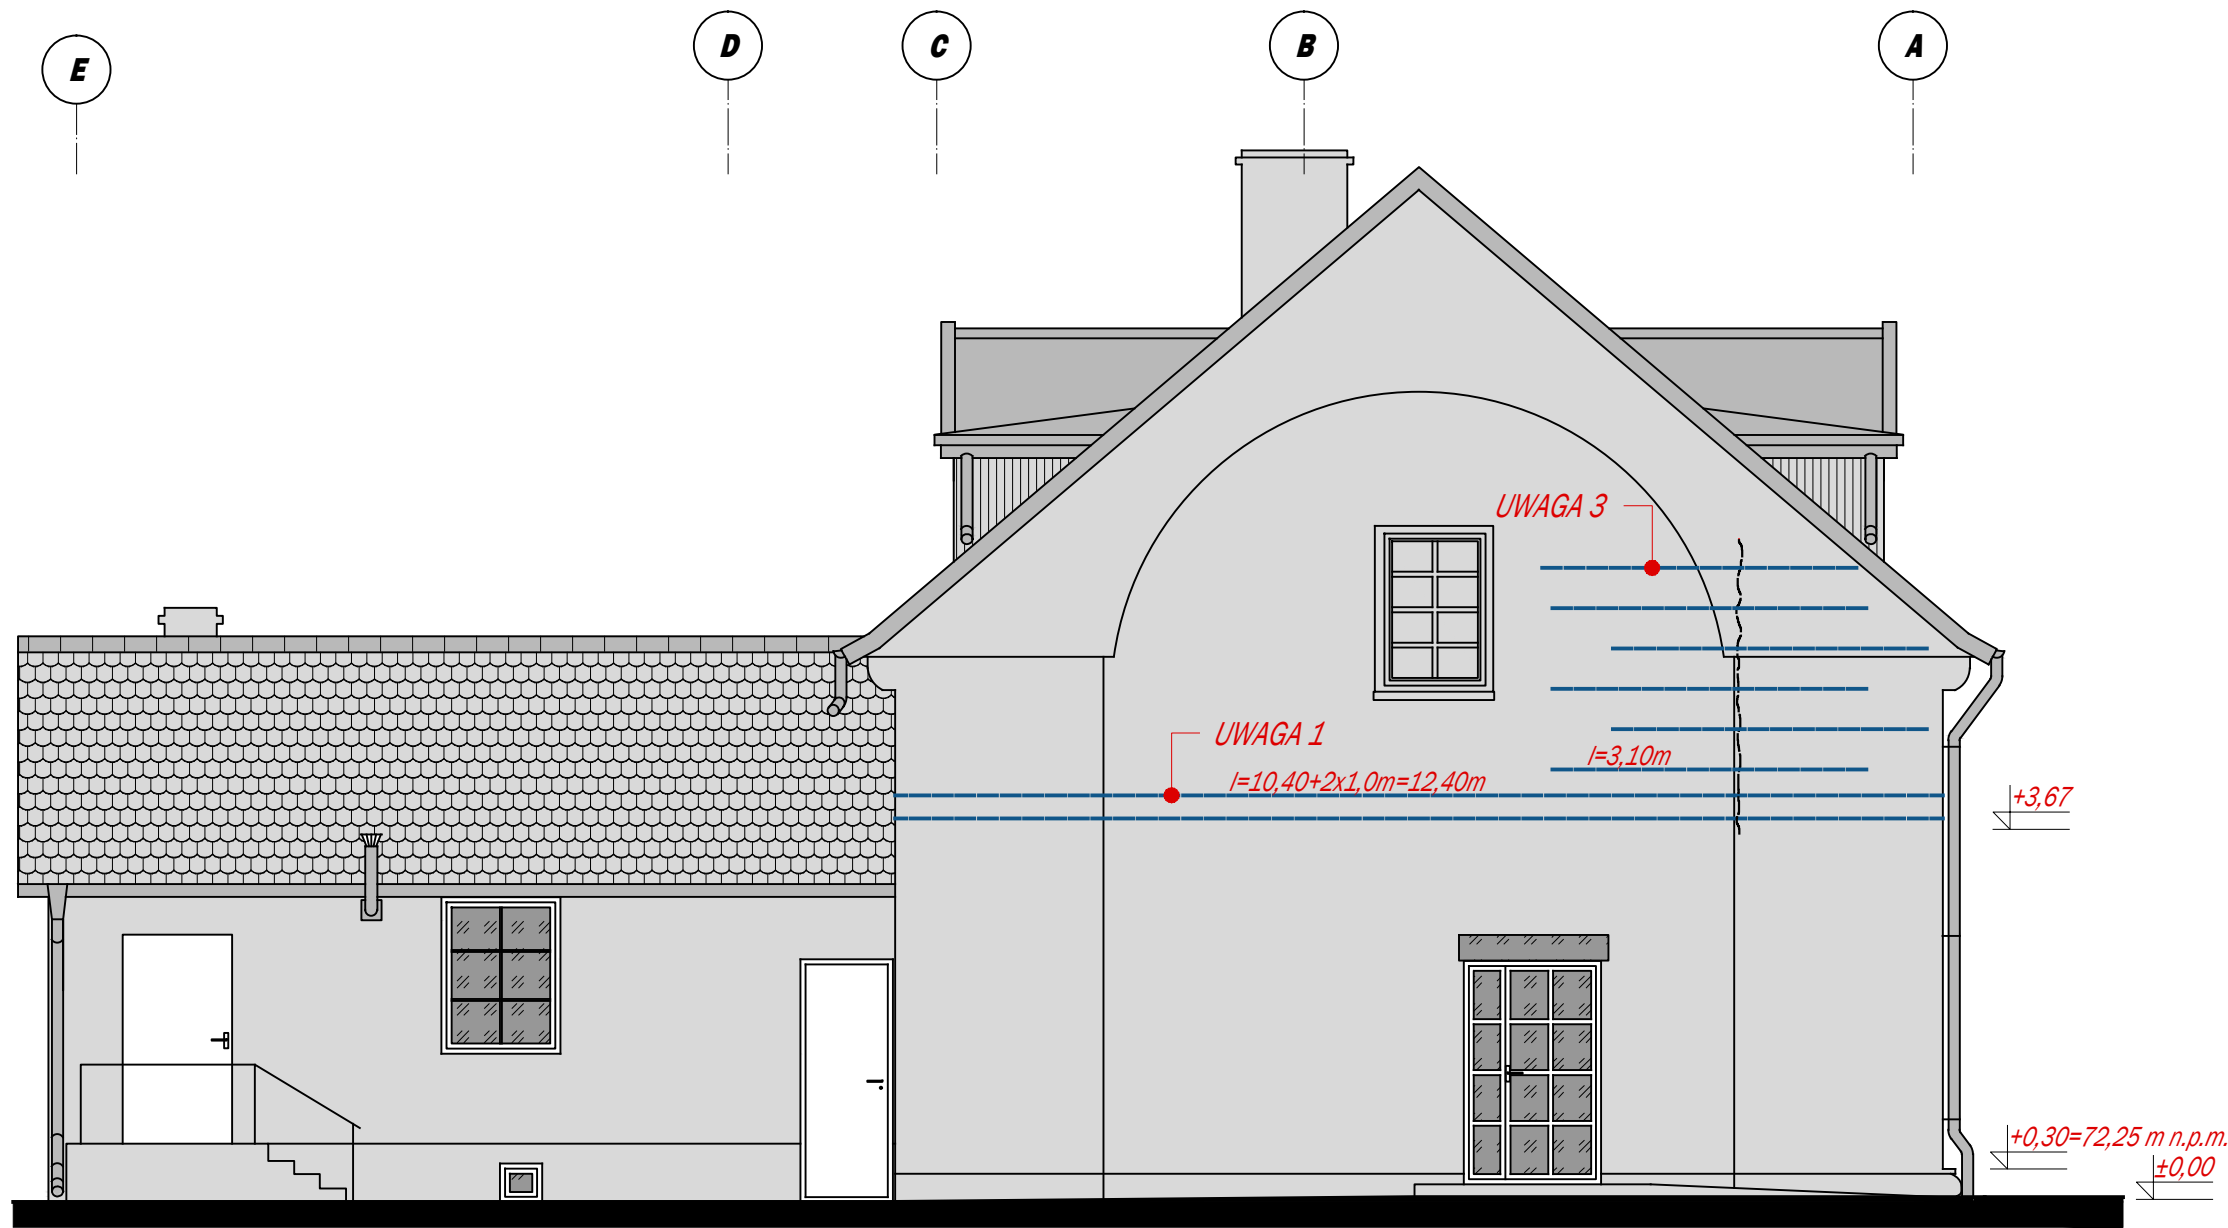 E
D
C
B
A
UWAGA 3
UWAGA 1
l=3,10m
l=10,40+2x1,0m=12,40m
+3,67
+0,30=72,25 m n.p.m.
±0,00